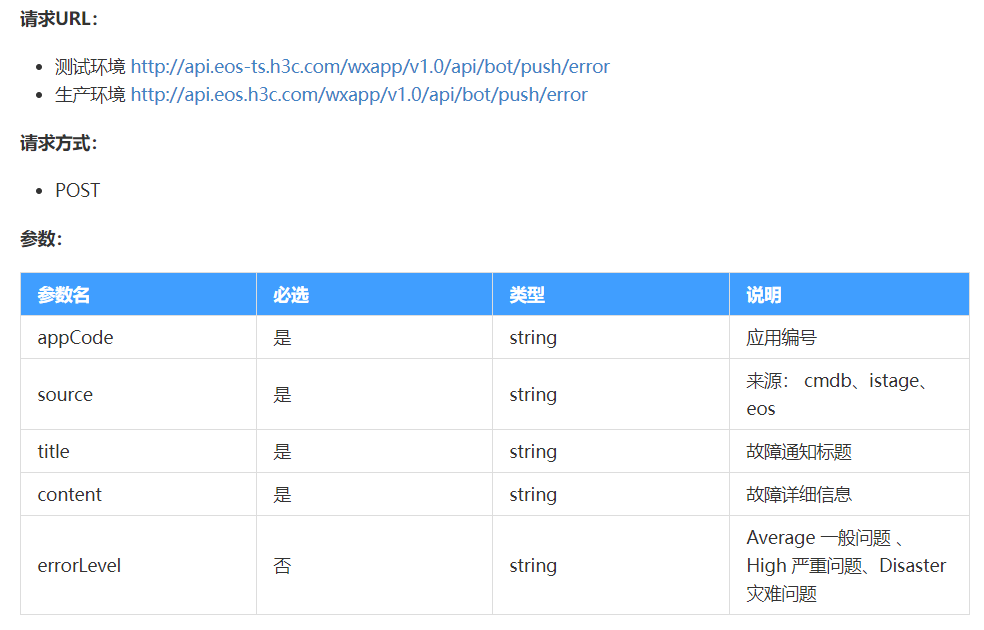 请求URL:
• 测试环境 http://api.eos-ts.h3c.com/wxapp/v1.0/api/bot/push/error
• 生产环境 http://api.eos.h3c.com/wxapp/v1.0/api/bot/push/error
请求方式:
• POST
参数:
参数名 必选 类型 说明
appCode 是 string 应用编号
source 是 string 来源: cmdb、istage、
eos
title 是 string 故障通知标题
content 是 string 故障详细信息
errorLevel 否 string Average 一般问题 、
High 严重问题、Disaster
灾难问题